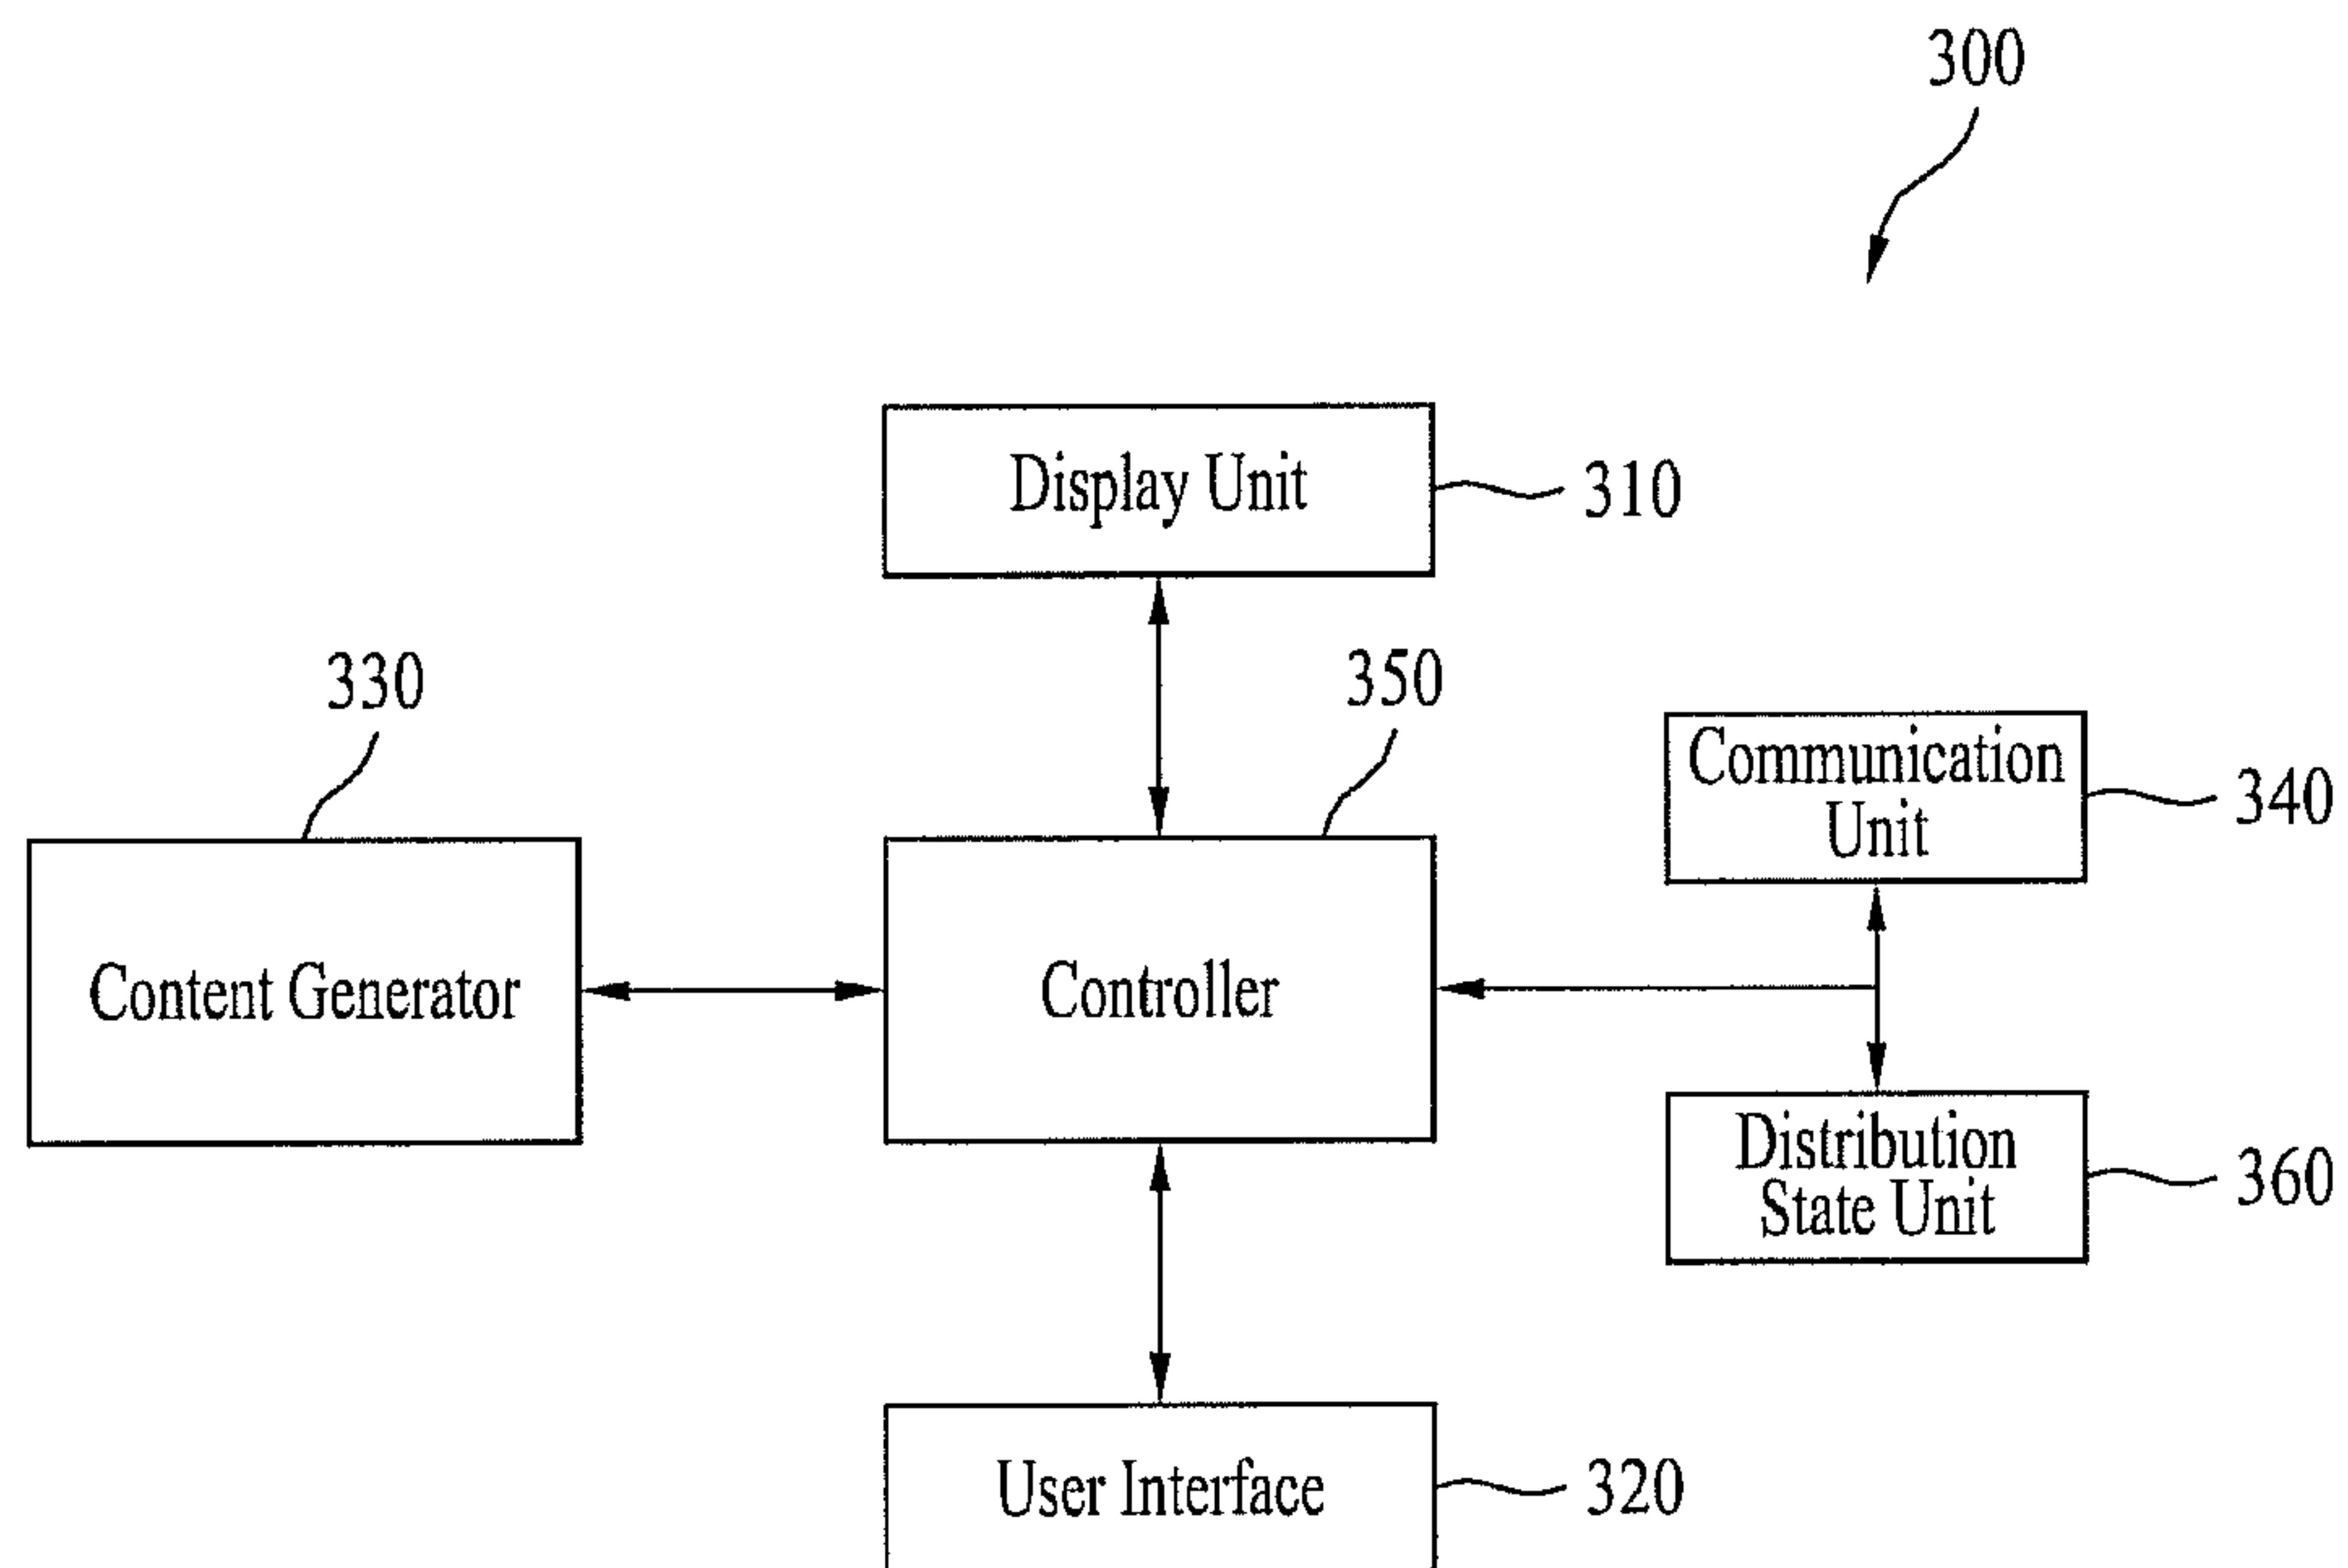 300
Display Unit
310
330
350
Communication
Unit
340
Content Generator
Controller
Distribution
State Unit
360
User Interface
320